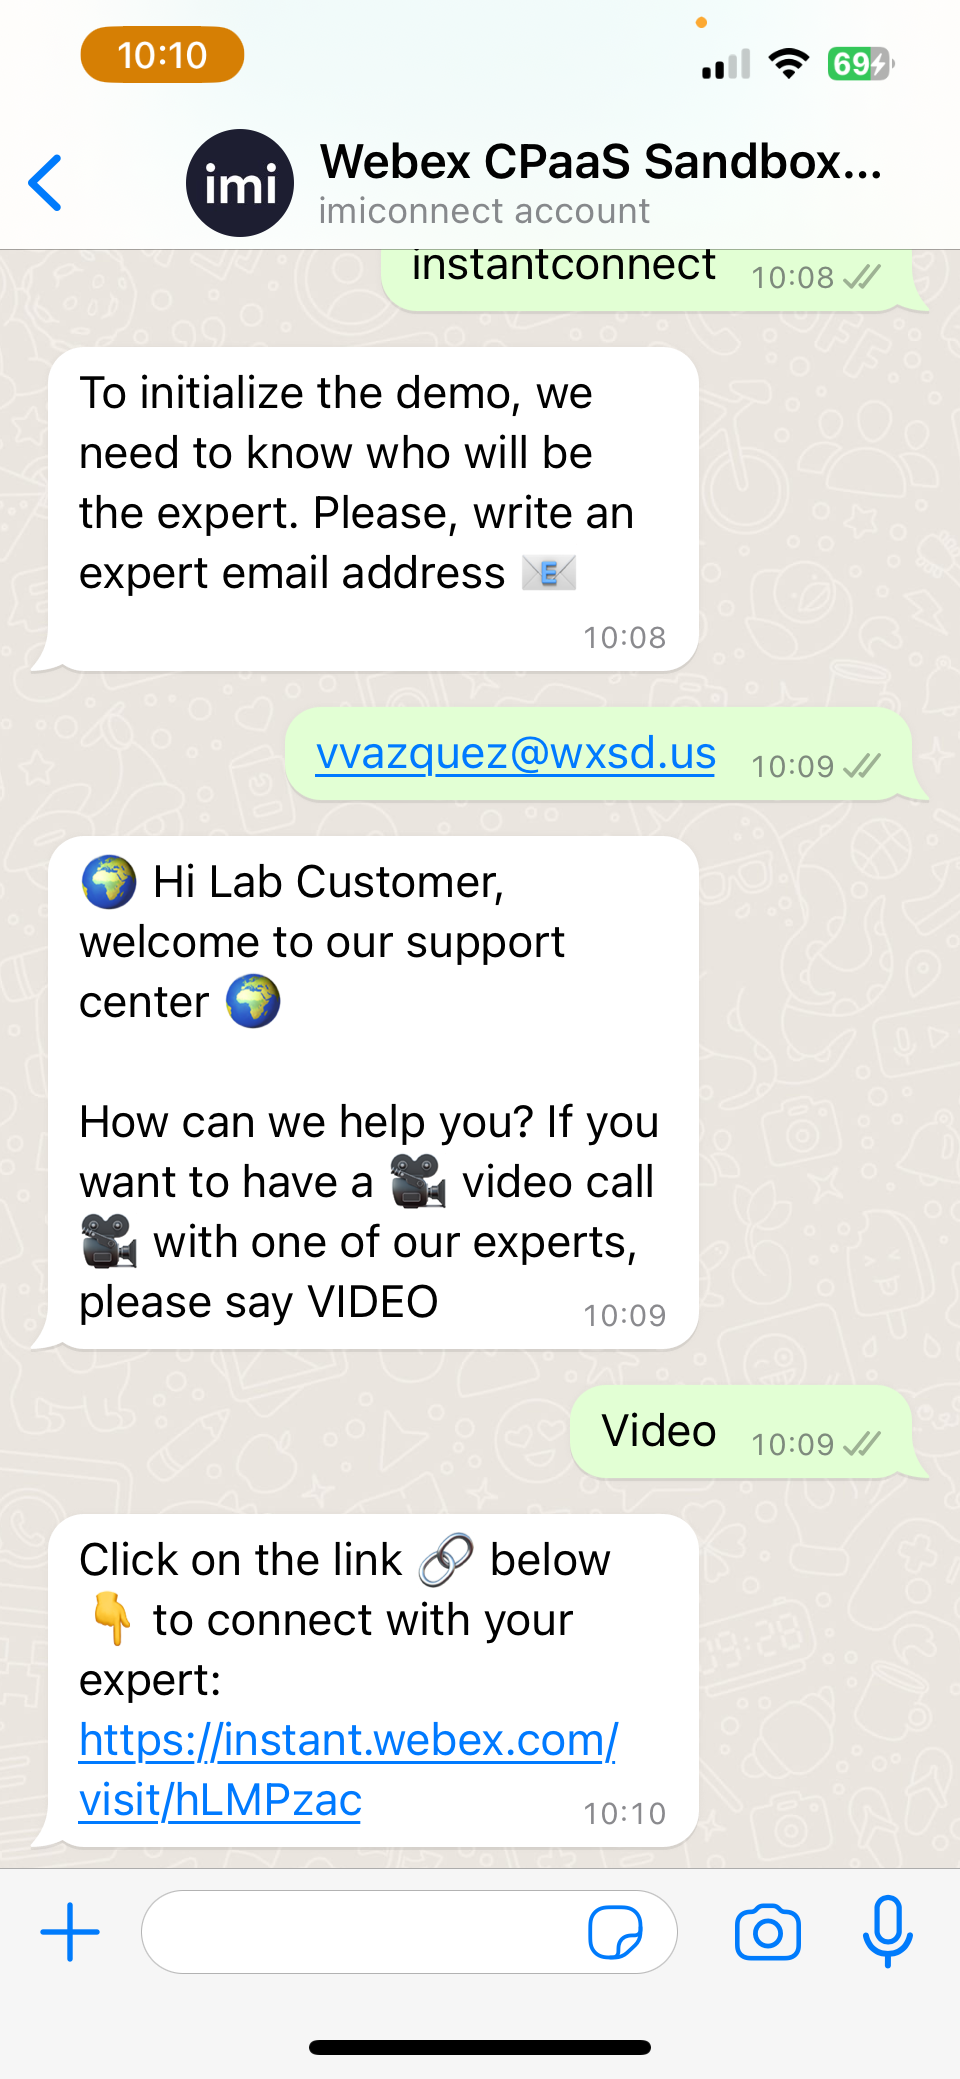 10:10
69
imi
Webex CPaaS Sandbox...
imiconnect account
instantconnect 10:08
To initialize the demo, we
need to know who will be
the expert. Please, write an
expert email address 📧
10:08
vvazquez@wxsd.us 10:09
🌍 Hi Lab Customer,
welcome to our support
center 🌍
How can we help you? If you
want to have a 🎥 video call
🎥 with one of our experts,
please say VIDEO 10:09
Video 10:09
Click on the link 🔗 below
👇 to connect with your
expert:
https://instant.webex.com/
visit/hLMPzac 10:10